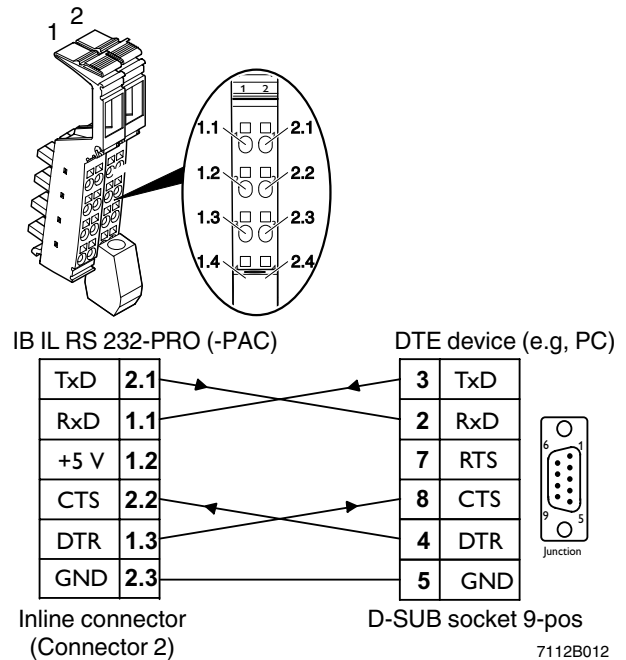 1 2
1 2
1.1 2.1
1.2 2.2
1.3 2.3
1.4 2.4
IB IL RS 232-PRO (-PAC) DTE device (e.g, PC)
TxD 2.1 3 TxD
RxD 1.1 2 RxD
+5 V 1.2 7 RTS
CTS 2.2 8 CTS
DTR 1.3 4 DTR
GND 2.3 5 GND
6 1
9 5
Junction
Inline connector D-SUB socket 9-pos
(Connector 2)
7112B012